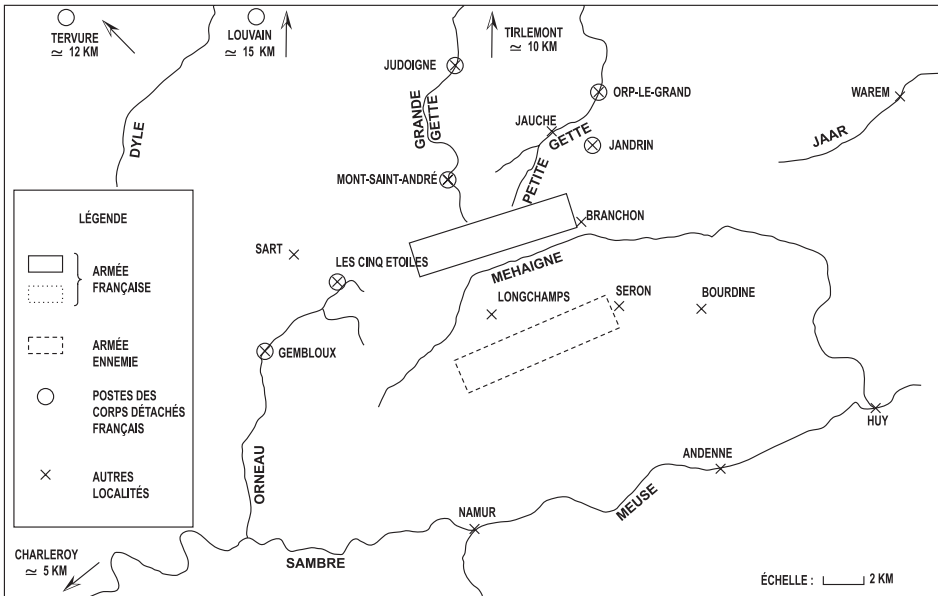 TERVURE
≃ 12 KM
LOUVAIN
≃ 15 KM
TIRLEMONT
≃ 10 KM
JUDOIGNE
ORP-LE-GRAND
WAREM
GRANDE
GETTE
JAUCHE
GETTE
JAAR
DYLE
JANDRIN
MONT-SAINT-ANDRÉ
PETITE
BRANCHON
LÉGENDE
ARMÉE
FRANÇAISE
ARMÉE
ENNEMIE
POSTES DES
CORPS DÉTACHÉS
FRANÇAIS
AUTRES
LOCALITÉS
SART
LES CINQ ETOILES
MEHAIGNE
LONGCHAMPS
SERON
BOURDINE
GEMBLOUX
HUY
ANDENNE
ORNEAU
MEUSE
NAMUR
SAMBRE
CHARLEROY
≃ 5 KM
ÉCHELLE : 2 KM